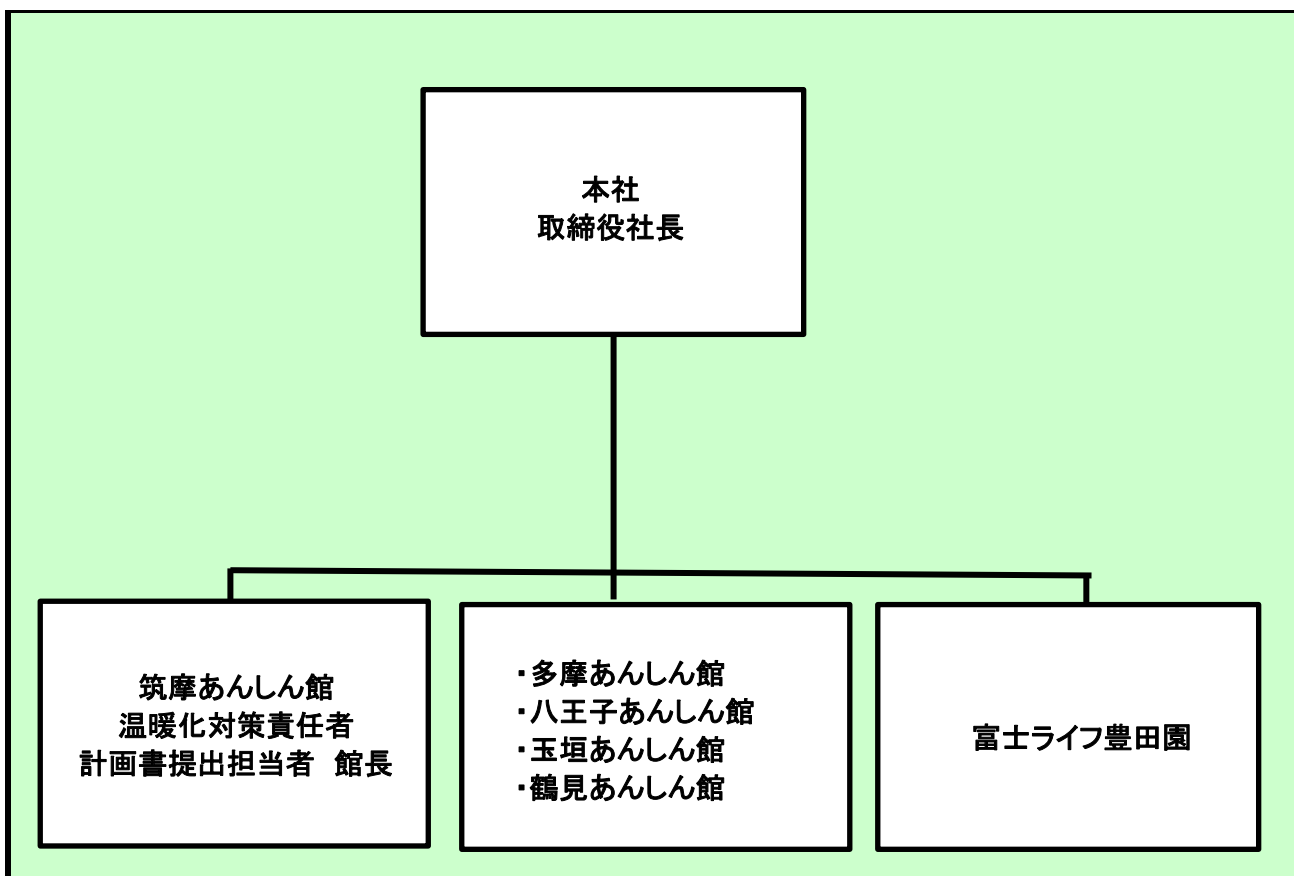 本社
取締役社長
筑摩あんしん館
温暖化対策責任者
計画書提出担当者　館長
・多摩あんしん館
・八王子あんしん館
・玉垣あんしん館
・鶴見あんしん館
富士ライフ豊田園